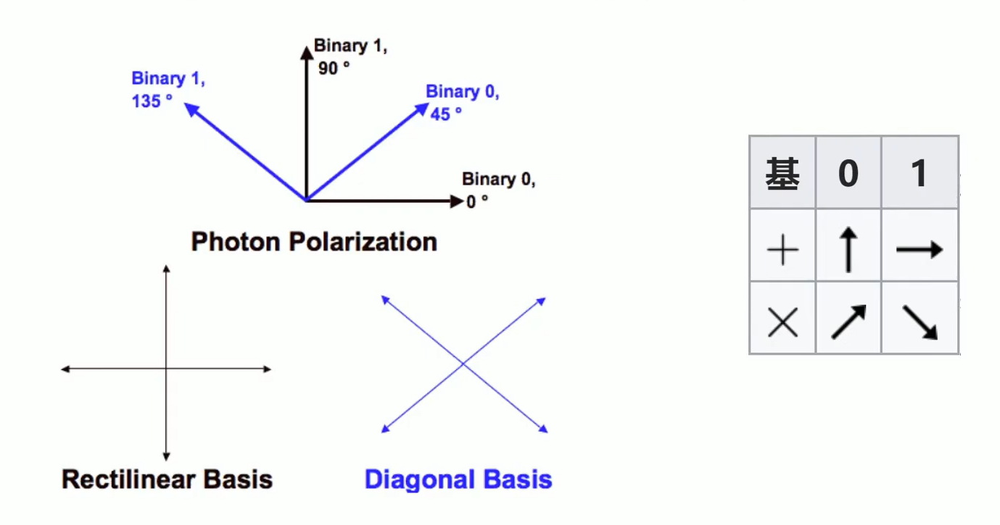 Binary 1,
90 °
Binary 1,
135 °
Binary 0,
45 °
Binary 0,
0 °
Photon Polarization
Rectilinear Basis
Diagonal Basis
基 0 1
+ ↑ →
× ↗ ↘